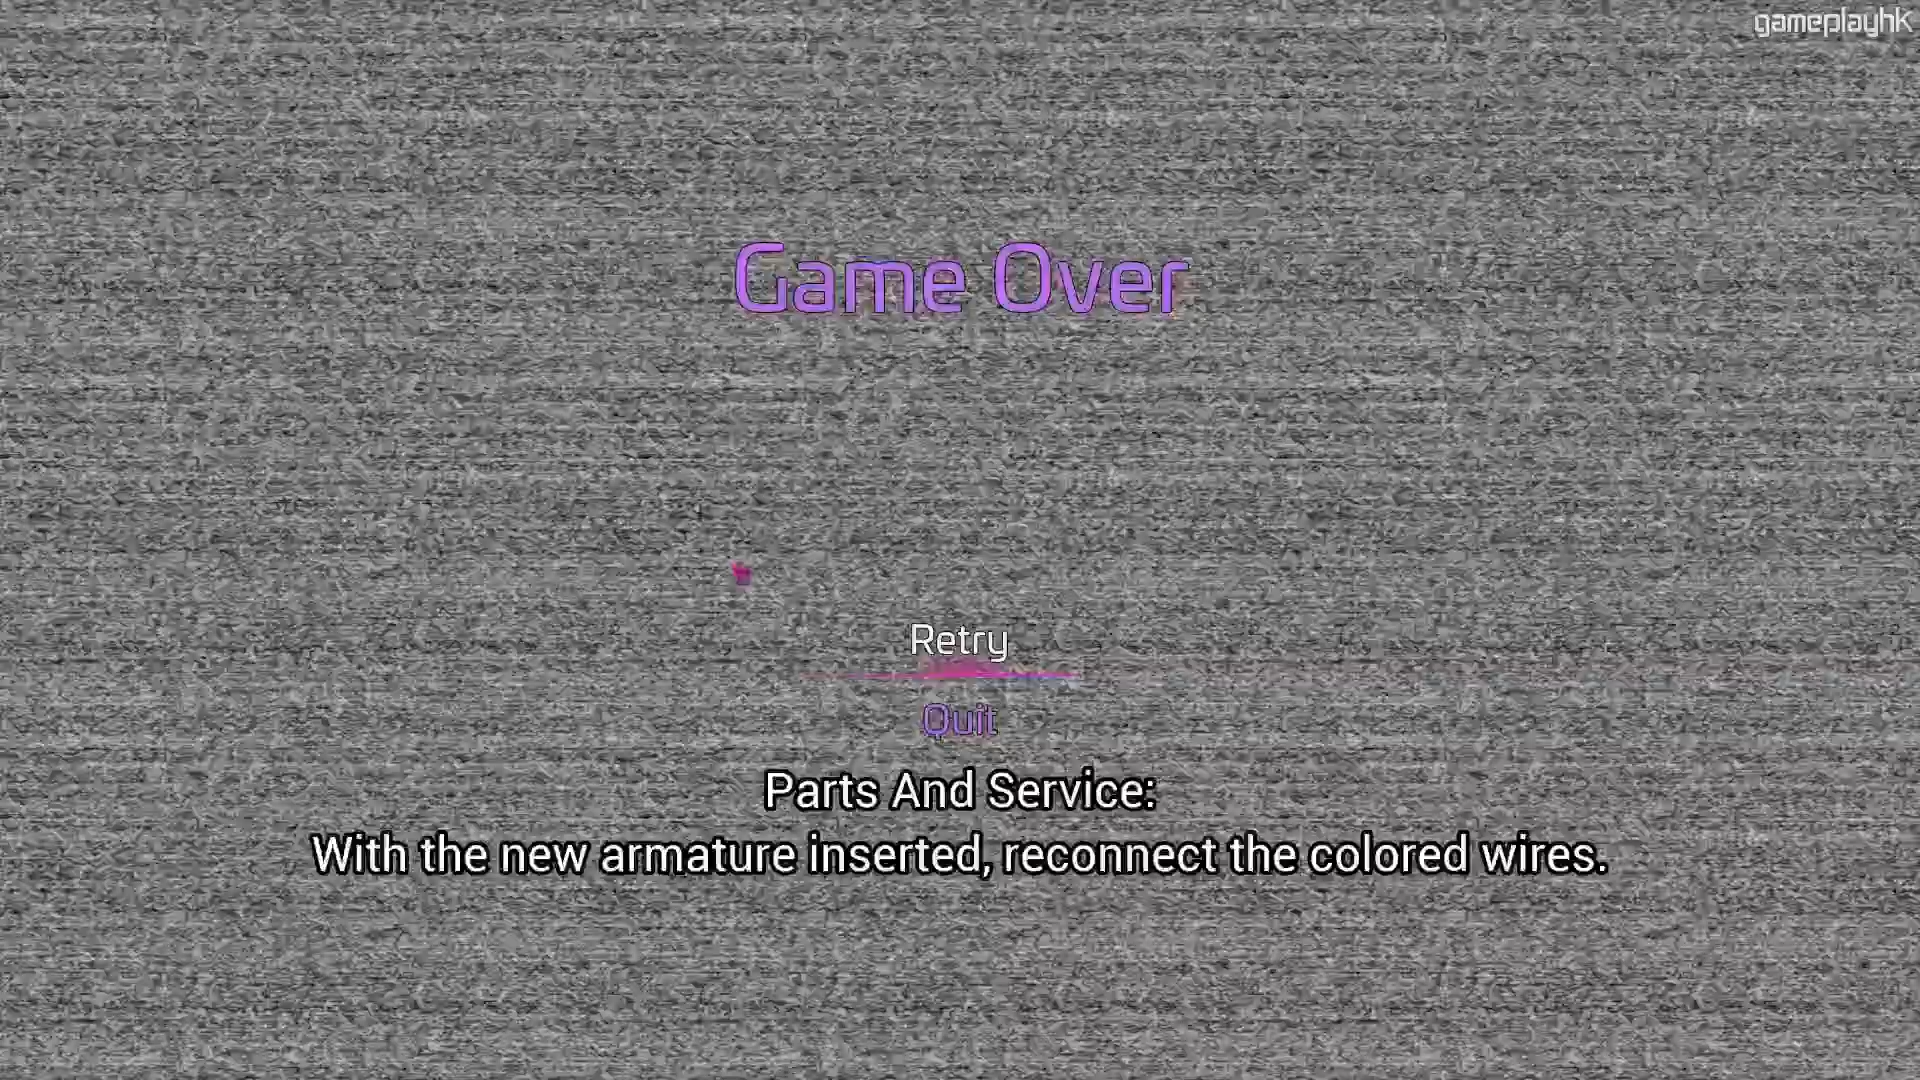 gameplayhk
Game Over
Retry
Quit
Parts And Service:
With the new armature inserted, reconnect the colored wires.